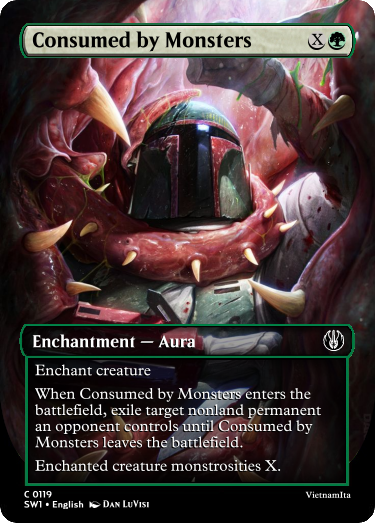 Consumed by Monsters X
Enchantment — Aura
Enchant creature
When Consumed by Monsters enters the
battlefield, exile target nonland permanent
an opponent controls until Consumed by
Monsters leaves the battlefield.
Enchanted creature monstrosities X.
C 0119
SW1 • English DAN LUVISI
VietnamIta